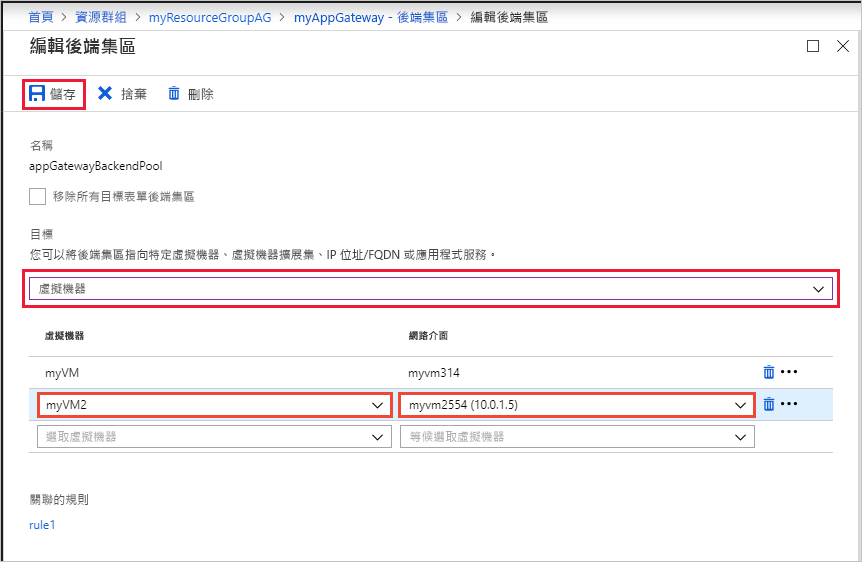 首頁 > 資源群組 > myResourceGroupAG > myAppGateway - 後端集區 > 編輯後端集區
編輯後端集區
儲存 捨棄 刪除
名稱
appGatewayBackendPool
移除所有目標表單後端集區
目標
您可以將後端集區指向特定虛擬機器、虛擬機器擴展集、IP 位址/FQDN 或應用程式服務。
虛擬機器
虛擬機器 網路介面
myVM myvm314
myVM2 myvm2554 (10.0.1.5)
選取虛擬機器 等候選取虛擬機器
關聯的規則
rule1